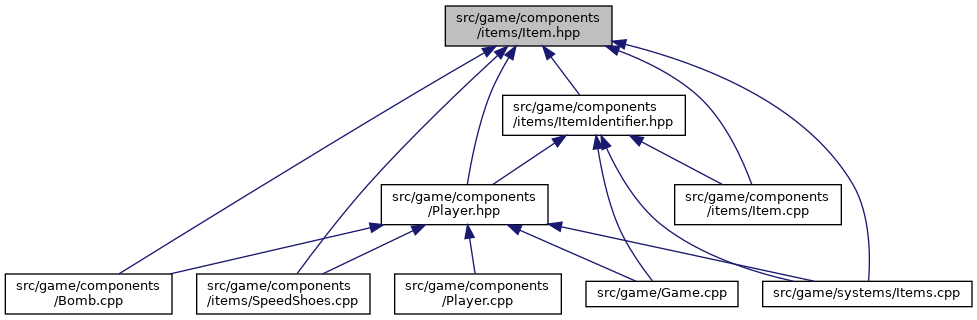 src/game/components
/items/Item.hpp
src/game/components
/items/ItemIdentifier.hpp
src/game/components
/Player.hpp
src/game/components
/items/Item.cpp
src/game/components
/Bomb.cpp
src/game/components
/items/SpeedShoes.cpp
src/game/components
/Player.cpp
src/game/Game.cpp
src/game/systems/Items.cpp